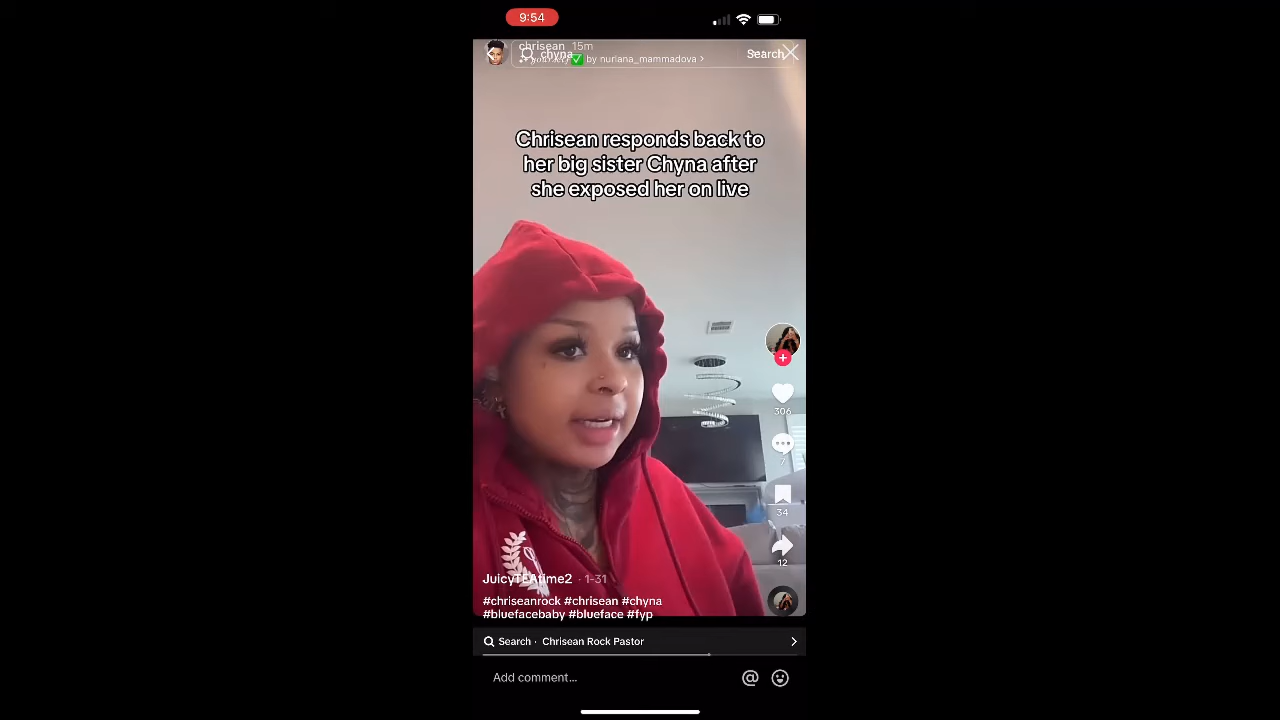 9:54
chrisean 15m
chyna
Search
✅ by nuriana_mammadova >
Chrisean responds back to
her big sister Chyna after
she exposed her on live
306
7
34
12
JuicyTEAtime2 · 1-31
#chriseanrock #chrisean #chyna
#bluefacebaby #blueface #fyp
Search · Chrisean Rock Pastor
Add comment...